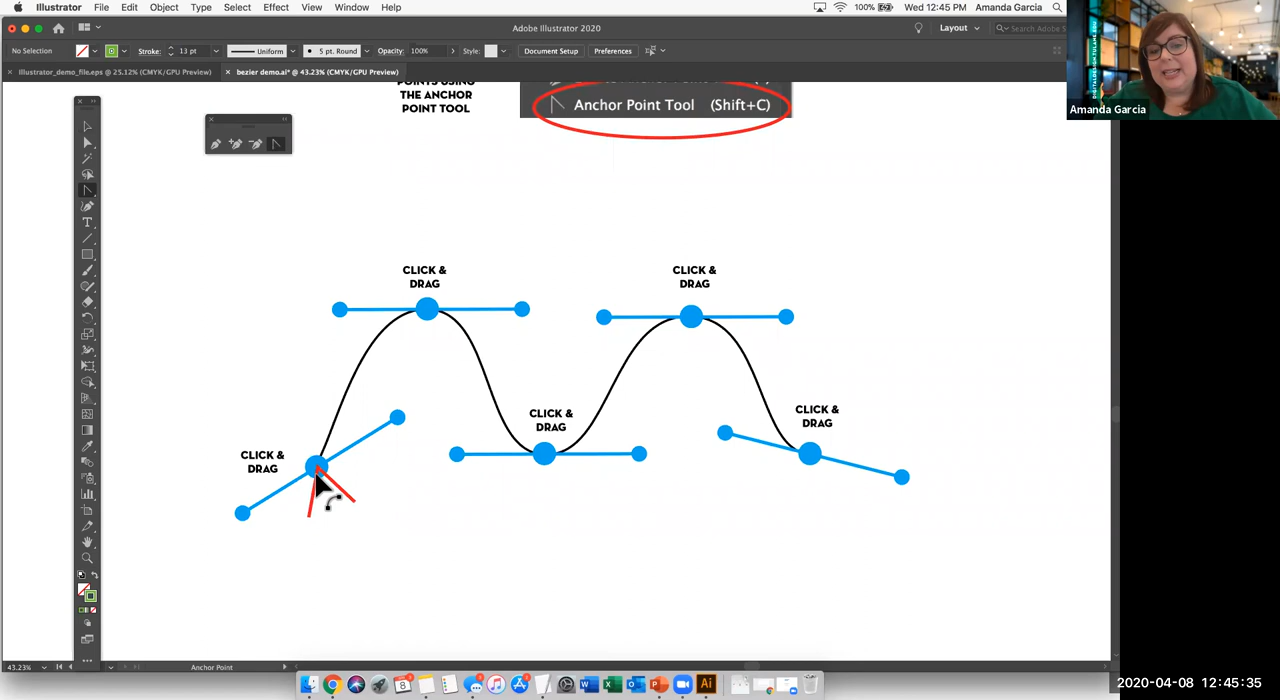 Illustrator File Edit Object Type Select Effect View Window Help
100% Wed 12:45 PM Amanda Garcia
Adobe Illustrator 2020
Layout
Search Adobe
No Selection Stroke: 13 pt Uniform 5 pt. Round Opacity: 100% Style: Document Setup Preferences
Illustrator_demo_file.eps @ 25.12% (CMYK/GPU Preview)
bezier demo.ai* @ 43.23% (CMYK/GPU Preview)
POINTS USING
THE ANCHOR
POINT TOOL
Anchor Point Tool (Shift+C)
Amanda Garcia
CLICK &
DRAG
CLICK &
DRAG
CLICK &
DRAG
CLICK &
DRAG
CLICK &
DRAG
43.23% Anchor Point
2020-04-08 12:45:35